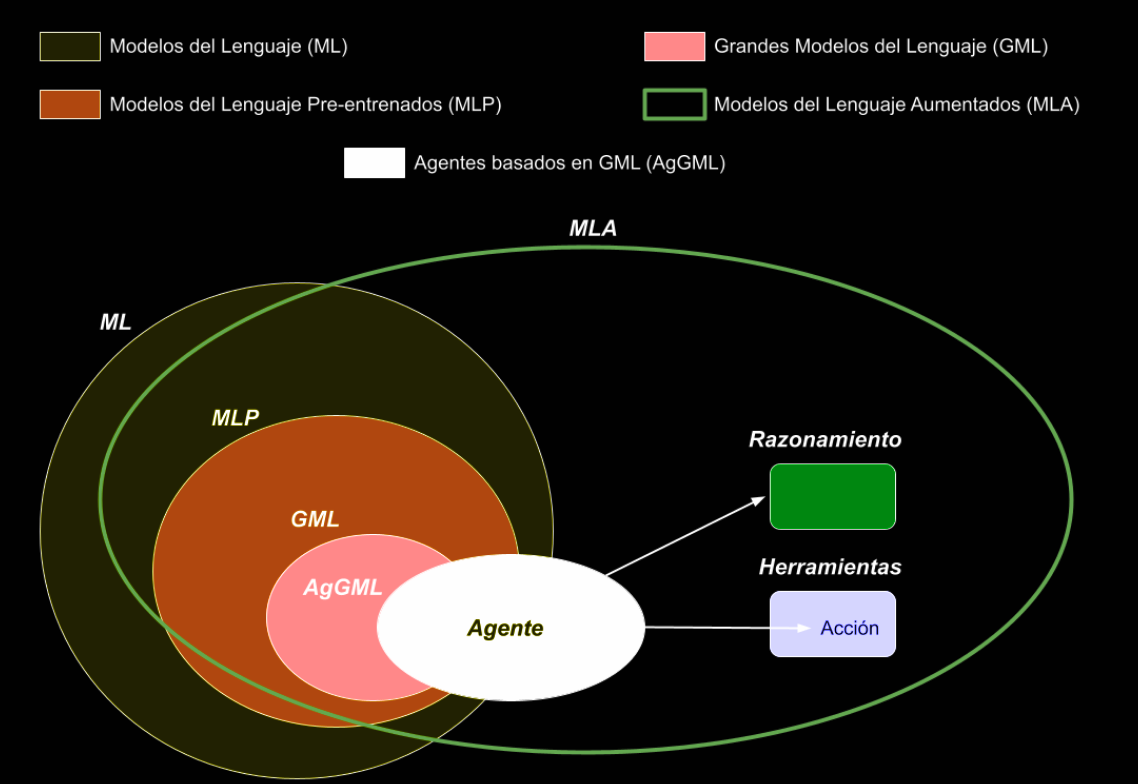 Modelos del Lenguaje (ML)
Grandes Modelos del Lenguaje (GML)
Modelos del Lenguaje Pre-entrenados (MLP)
Modelos del Lenguaje Aumentados (MLA)
Agentes basados en GML (AgGML)
MLA
ML
MLP
Razonamiento
GML
Herramientas
AgGML
Agente
Acción